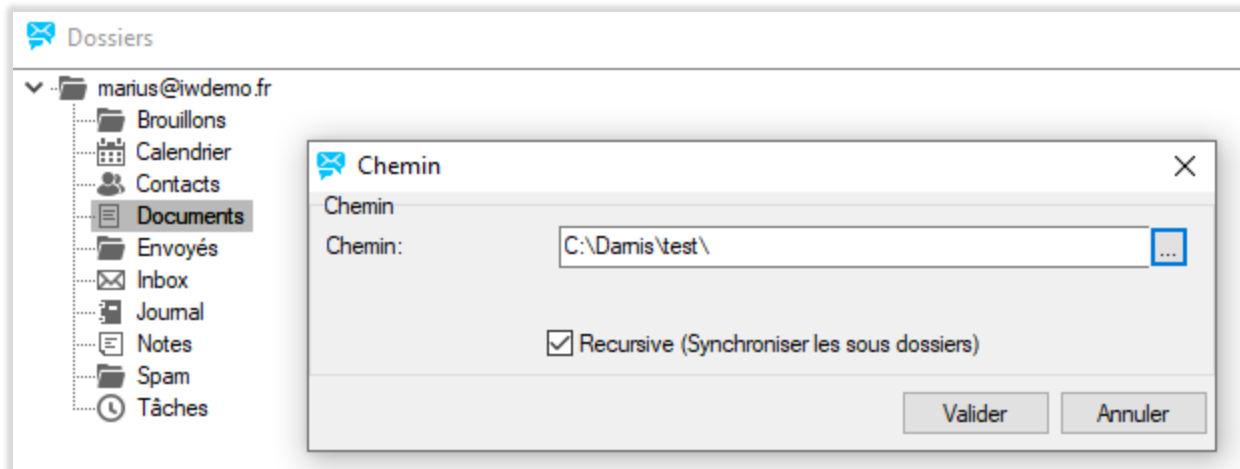 Dossiers
marius@iwdemo.fr
Brouillons
Calendrier
Contacts
Documents
Envoyés
Inbox
Journal
Notes
Spam
Tâches
Chemin
Chemin
Chemin:
C:\Damis\test\
...
Recursive (Synchroniser les sous dossiers)
Valider
Annuler